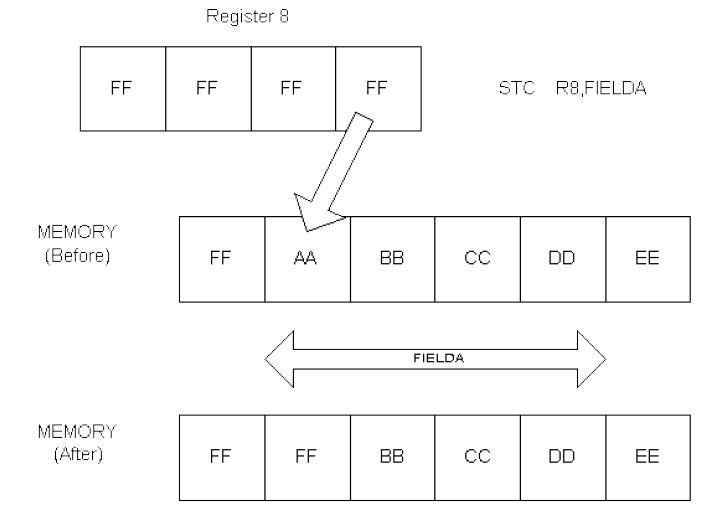 Register 8
FF FF FF FF
STC R8,FIELDA
MEMORY
(Before)
FF AA BB CC DD EE
FIELDA
MEMORY
(After)
FF FF BB CC DD EE